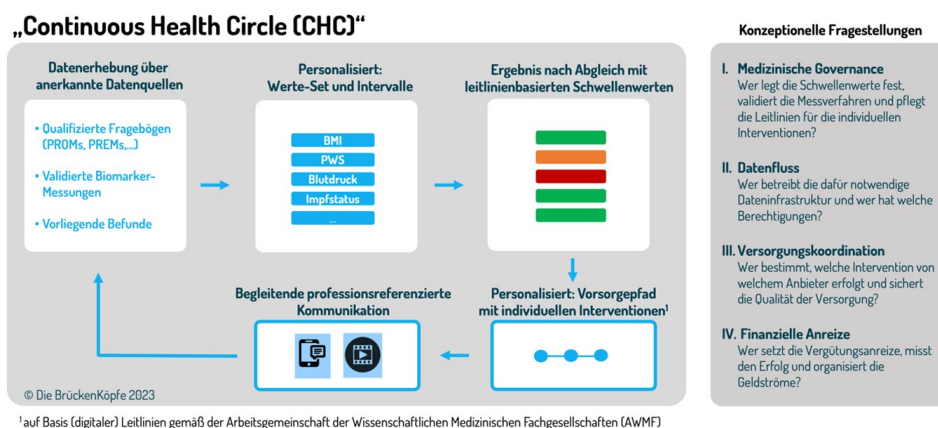 „Continuous Health Circle (CHC)“
Datenerhebung über
anerkannte Datenquellen
• Qualifizierte Fragebögen
(PROMs, PREMs,...)
• Validierte Biomarker-
Messungen
• Vorliegende Befunde
Personalisiert:
Werte-Set und Intervalle
BMI
PWS
Blutdruck
Impfstatus
...
Ergebnis nach Abgleich mit
leitlinienbasierten Schwellenwerten
Personalisiert: Vorsorgepfad
mit individuellen Interventionen¹
Begleitende professionsreferenzierte
Kommunikation
© Die BrückenKöpfe 2023
¹ auf Basis (digitaler) Leitlinien gemäß der Arbeitsgemeinschaft der Wissenschaftlichen Medizinischen Fachgesellschaften (AWMF)
Konzeptionelle Fragestellungen
I. Medizinische Governance
Wer legt die Schwellenwerte fest,
validiert die Messverfahren und pflegt
die Leitlinien für die individuellen
Interventionen?
II. Datenfluss
Wer betreibt die dafür notwendige
Dateninfrastruktur und wer hat welche
Berechtigungen?
III. Versorgungskoordination
Wer bestimmt, welche Intervention von
welchem Anbieter erfolgt und sichert
die Qualität der Versorgung?
IV. Finanzielle Anreize
Wer setzt die Vergütungsanreize, misst
den Erfolg und organisiert die
Geldströme?